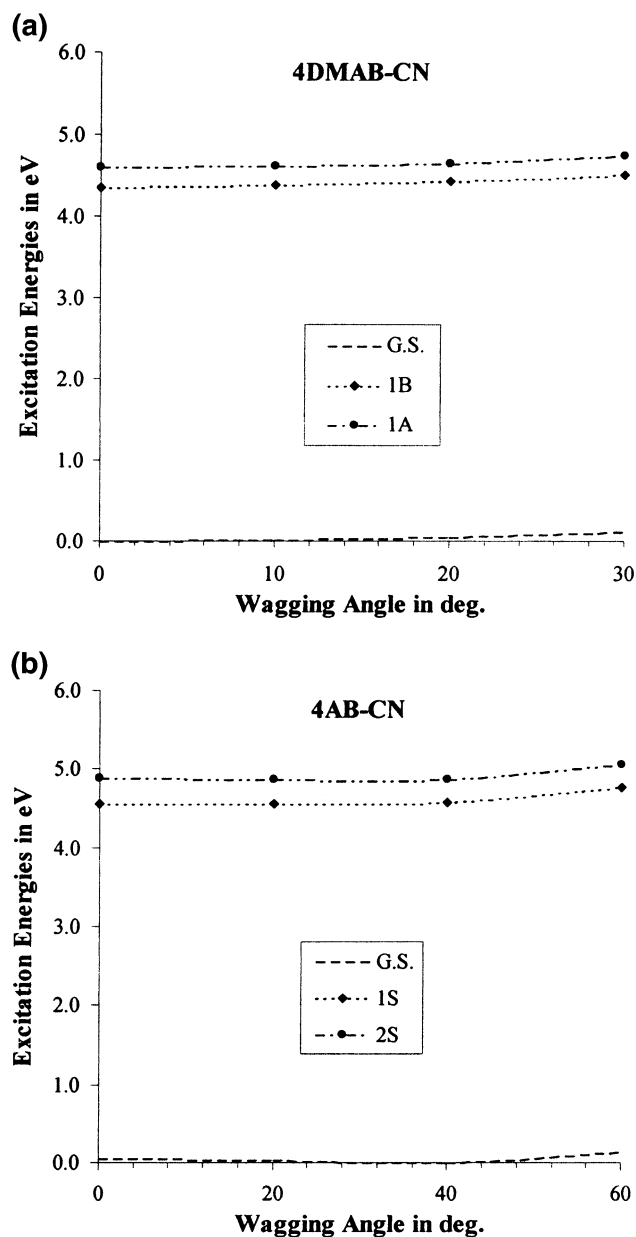 (a)
6.0
4DMAB-CN
5.0
4.0
3.0
2.0
1.0
0.0
Excitation Energies in eV
G.S.
1B
1A
0 10 20 30
Wagging Angle in deg.
(b)
6.0
4AB-CN
5.0
4.0
3.0
2.0
1.0
0.0
Excitation Energies in eV
G.S.
1S
2S
0 20 40 60
Wagging Angle in deg.